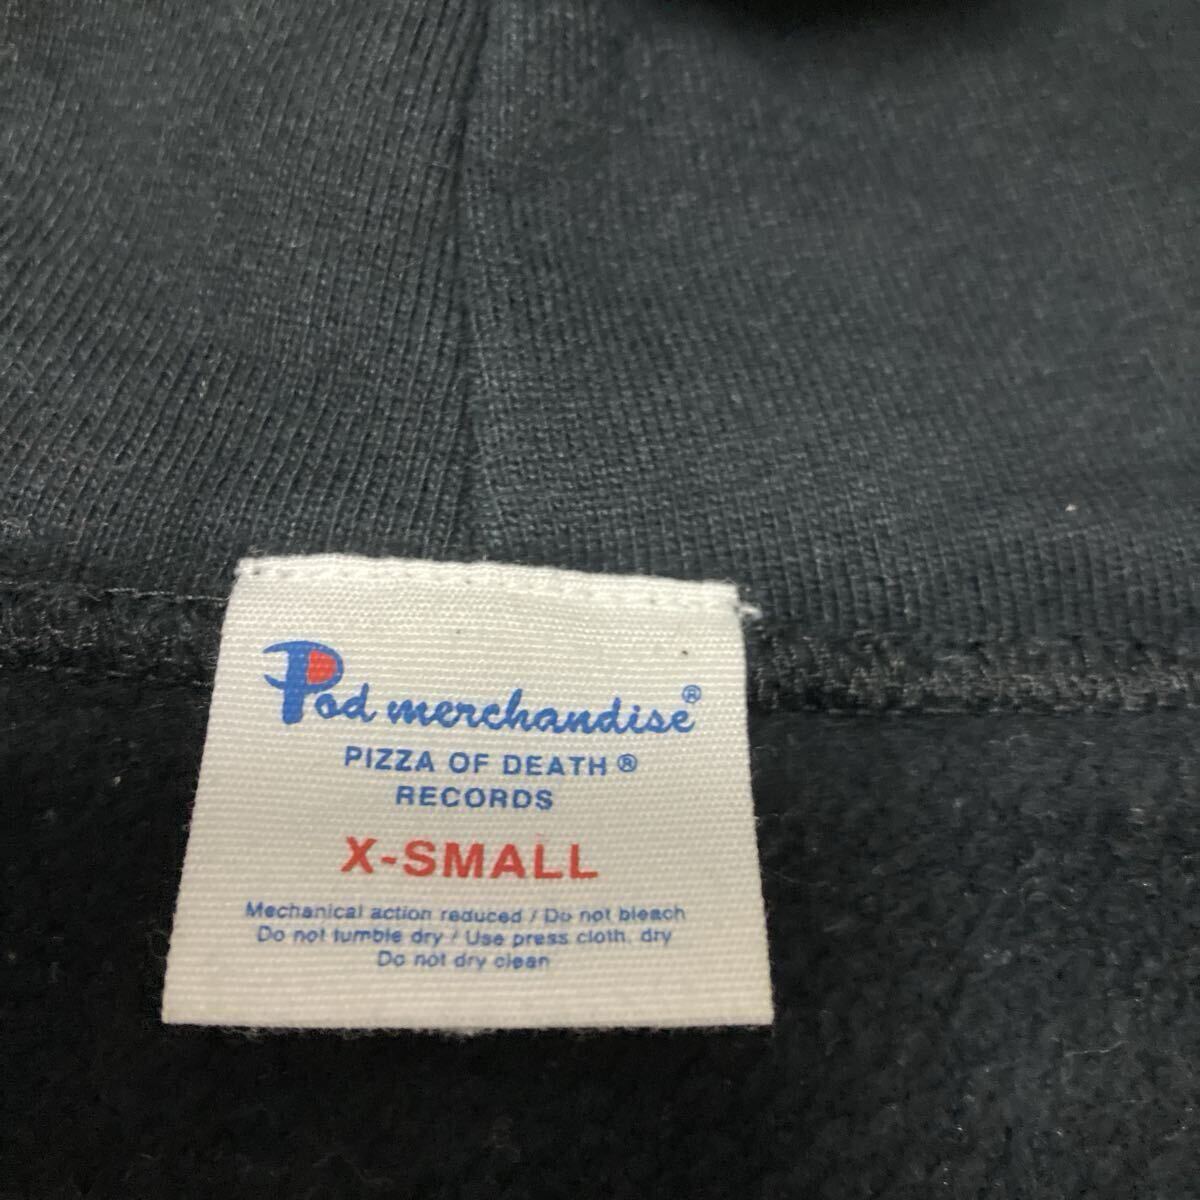 Pod merchandise®
PIZZA OF DEATH®
RECORDS
X-SMALL
Mechanical action reduced / Do not bleach
Do not tumble dry / Use press cloth, dry
Do not dry clean